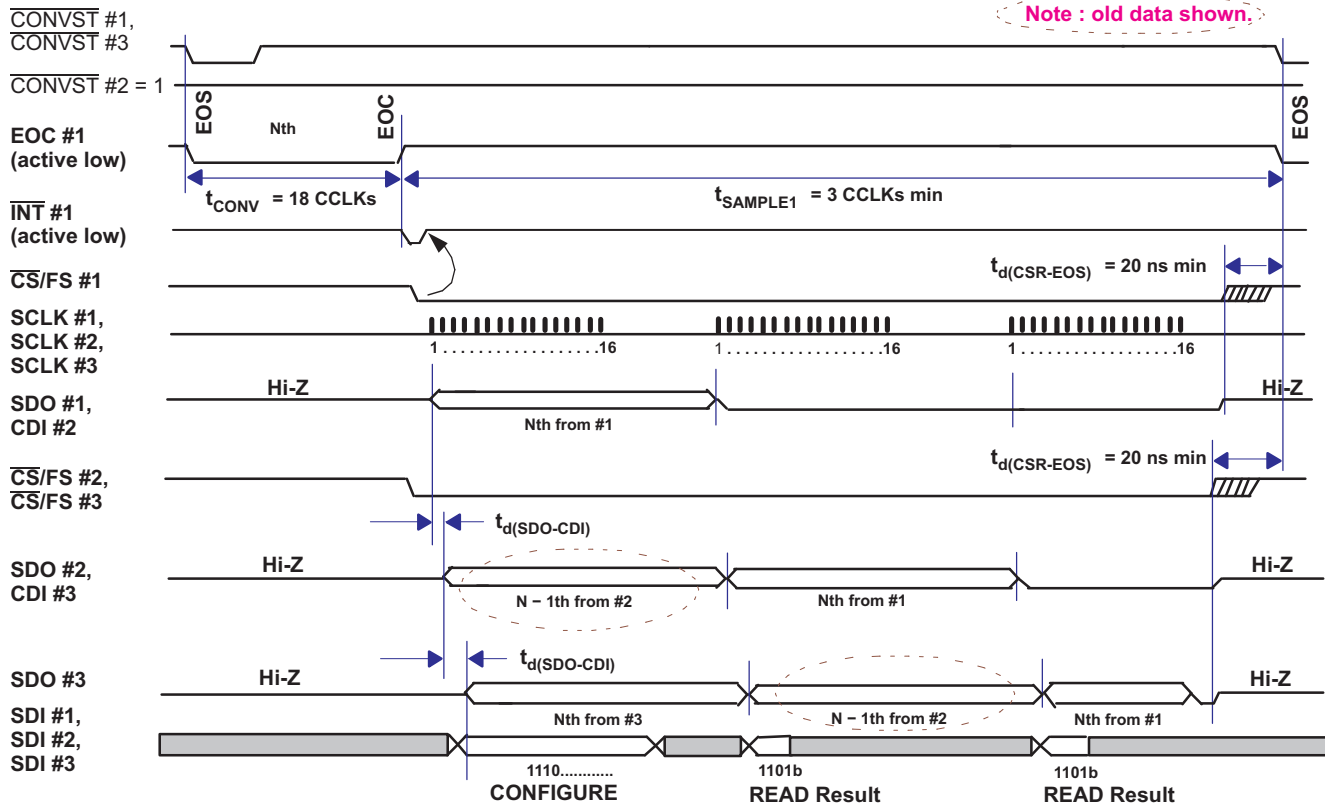 CONVST #1,
CONVST #3
Note : old data shown.
CONVST #2 = 1
EOS
Nth
EOC
EOS
EOC #1
(active low)
tCONV = 18 CCLKs
tSAMPLE1 = 3 CCLKs min
INT #1
(active low)
td(CSR-EOS) = 20 ns min
CS/FS #1
SCLK #1,
SCLK #2,
SCLK #3
1 . . . . . . . . . . . . . . . . . .16
1 . . . . . . . . . . . . . . . . . .16
1 . . . . . . . . . . . . . . . . . .16
Hi-Z
Hi-Z
SDO #1,
CDI #2
Nth from #1
td(CSR-EOS) = 20 ns min
CS/FS #2,
CS/FS #3
td(SDO-CDI)
Hi-Z
Hi-Z
SDO #2,
CDI #3
N − 1th from #2
Nth from #1
td(SDO-CDI)
Hi-Z
Hi-Z
SDO #3
Nth from #3
N − 1th from #2
Nth from #1
SDI #1,
SDI #2,
SDI #3
1110............
1101b
1101b
CONFIGURE
READ Result
READ Result